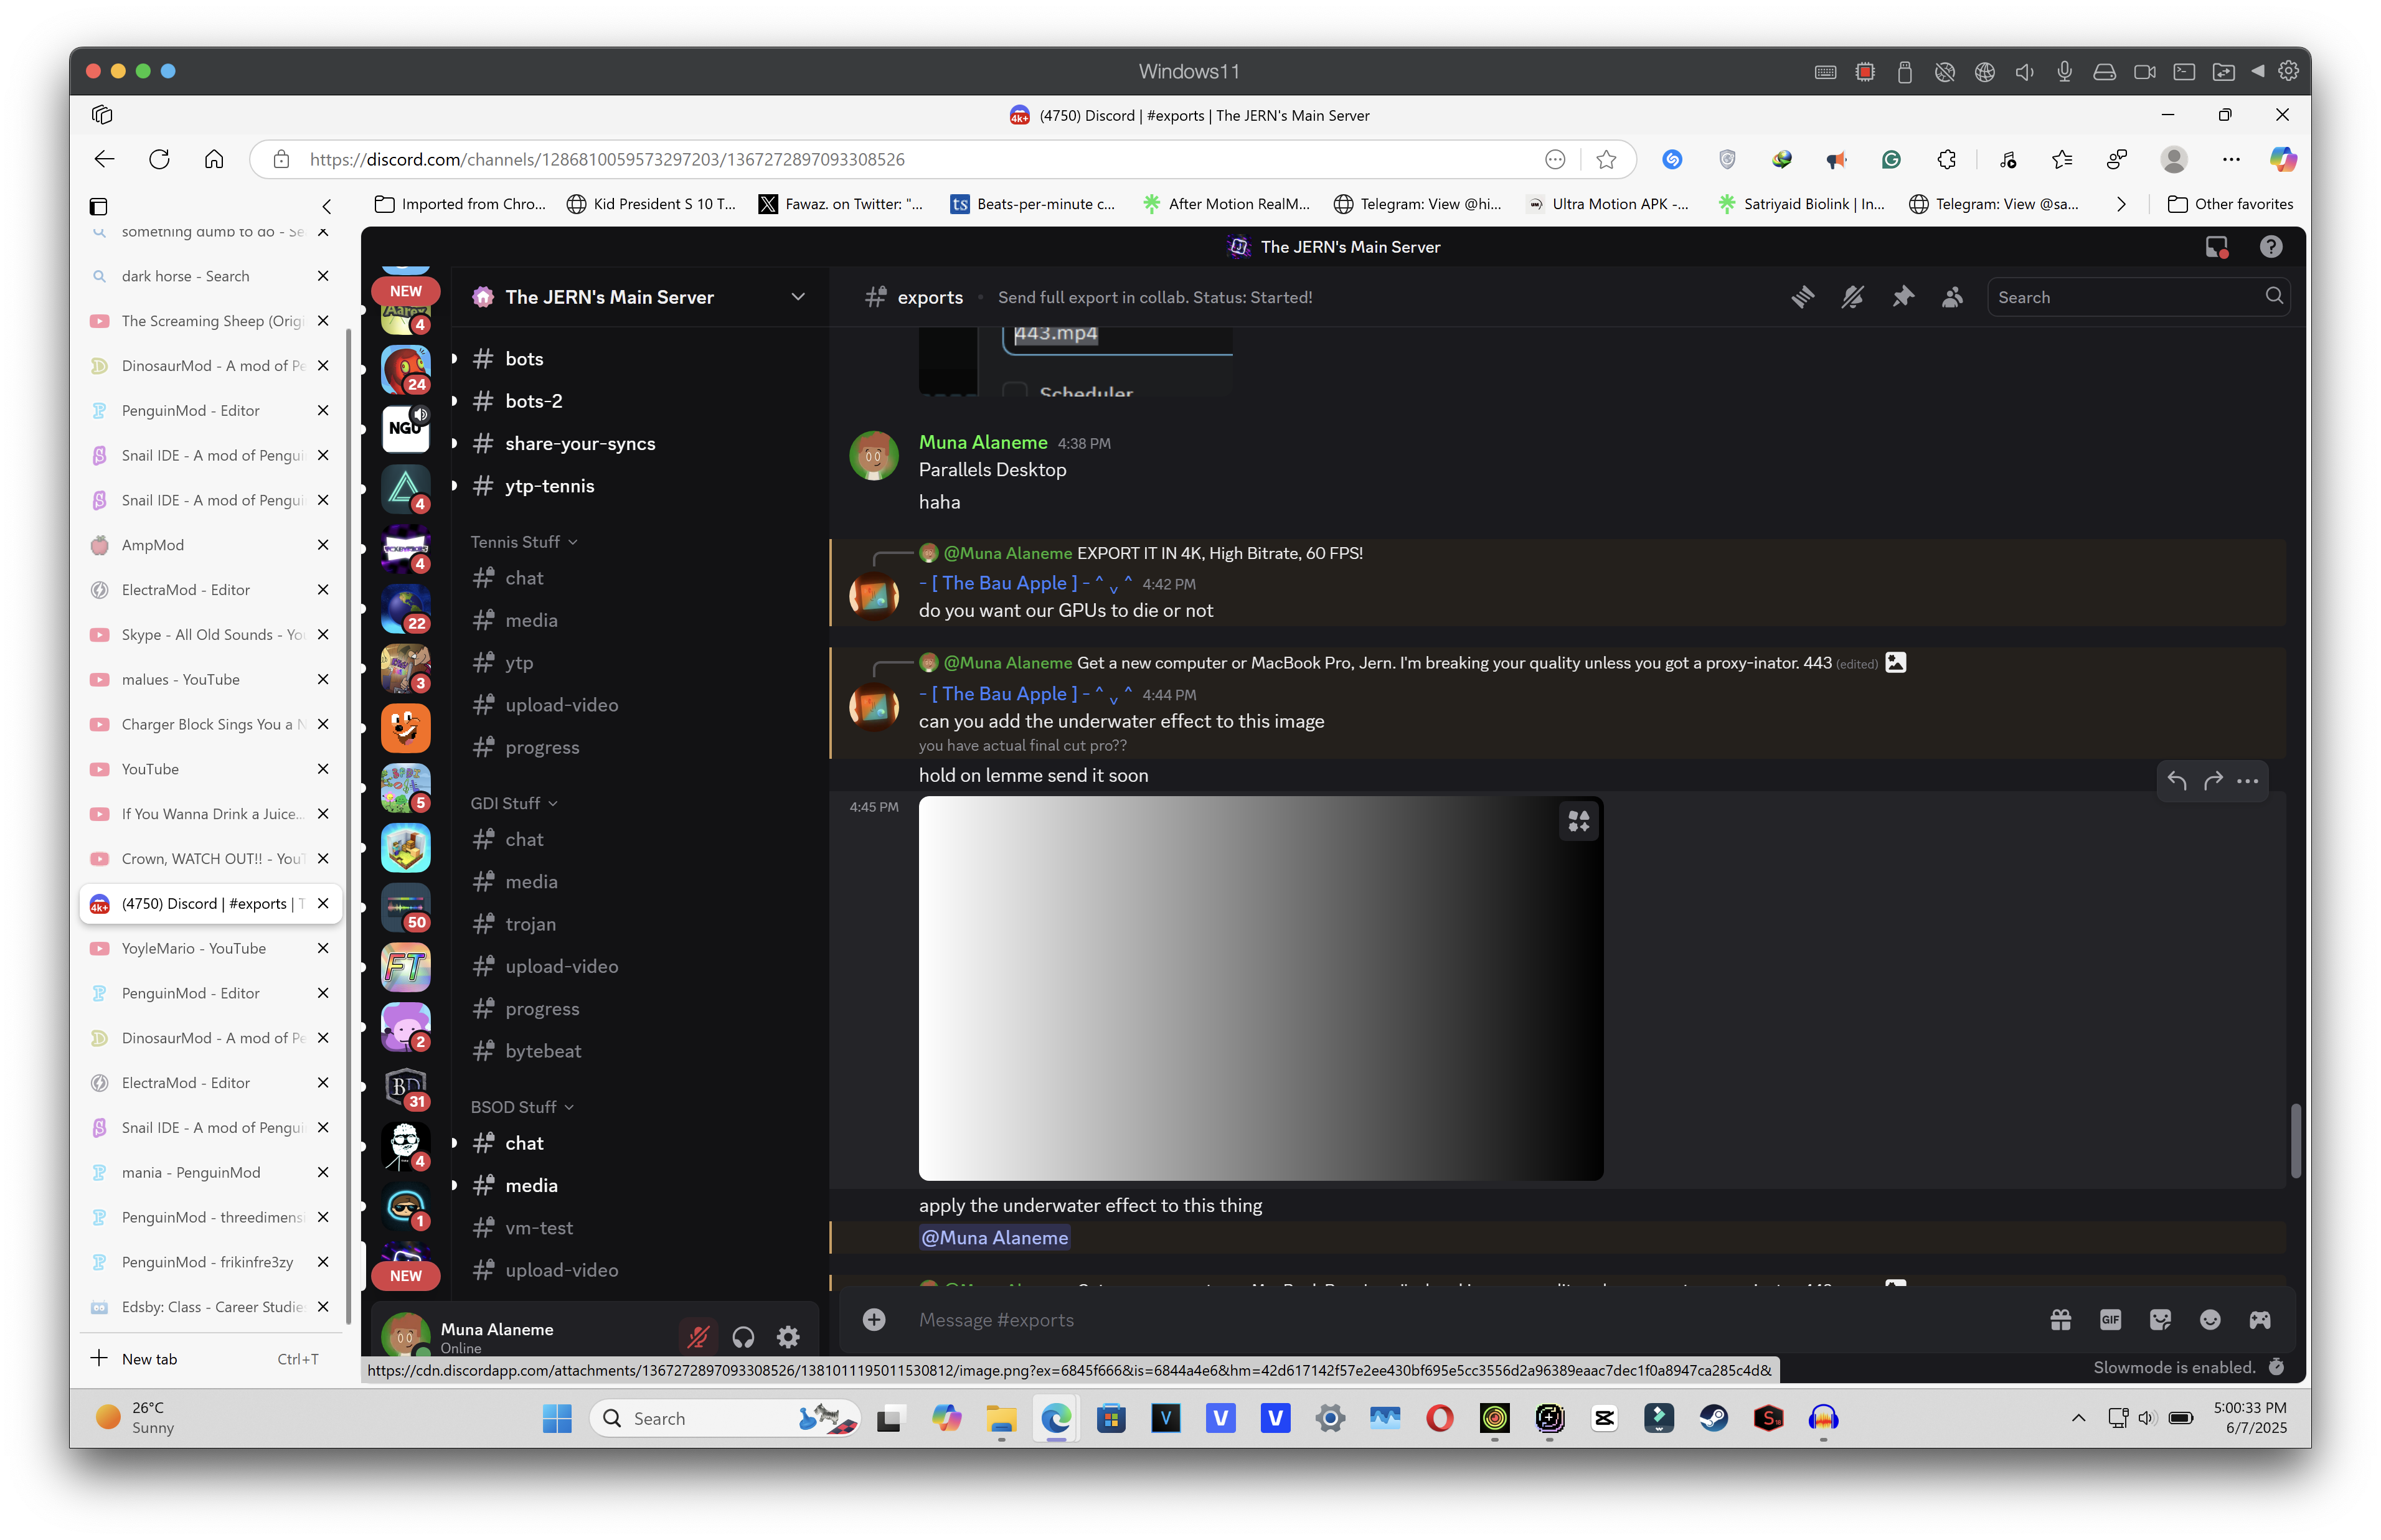 Windows11
(4750) Discord | #exports | The JERN's Main Server
https://discord.com/channels/1286810059573297203/1367272897093308526
Imported from Chro...
Kid President S 10 T...
Fawaz. on Twitter: "...
Beats-per-minute c...
After Motion RealM...
Telegram: View @hi...
Ultra Motion APK -...
Satriyaid Biolink | In...
Telegram: View @sa...
Other favorites
something dumb to do - Se
dark horse - Search
The Screaming Sheep (Orig
DinosaurMod - A mod of Pe
PenguinMod - Editor
Snail IDE - A mod of Pengui
Snail IDE - A mod of Pengui
AmpMod
ElectraMod - Editor
Skype - All Old Sounds - You
malues - YouTube
Charger Block Sings You a N
YouTube
If You Wanna Drink a Juice...
Crown, WATCH OUT!! - YouT
(4750) Discord | #exports | T
YoyleMario - YouTube
PenguinMod - Editor
DinosaurMod - A mod of Pe
ElectraMod - Editor
Snail IDE - A mod of Pengui
mania - PenguinMod
PenguinMod - threedimensi
PenguinMod - frikinfre3zy
Edsby: Class - Career Studie
New tab Ctrl+T
The JERN's Main Server
NEW
4
24
NGU
4
4
22
3
5
50
FT
2
BD
31
4
1
NEW
The JERN's Main Server
bots
bots-2
share-your-syncs
ytp-tennis
Tennis Stuff
chat
media
ytp
upload-video
progress
GDI Stuff
chat
media
trojan
upload-video
progress
bytebeat
BSOD Stuff
chat
media
vm-test
upload-video
Muna Alaneme
Online
exports Send full export in collab. Status: Started!
Search
443.mp4
Scheduler
Muna Alaneme 4:38 PM
Parallels Desktop
haha
@Muna Alaneme EXPORT IT IN 4K, High Bitrate, 60 FPS!
- [ The Bau Apple ] - ^ ᵥ ^ 4:42 PM
do you want our GPUs to die or not
@Muna Alaneme Get a new computer or MacBook Pro, Jern. I'm breaking your quality unless you got a proxy-inator. 443 (edited)
- [ The Bau Apple ] - ^ ᵥ ^ 4:44 PM
can you add the underwater effect to this image
you have actual final cut pro??
hold on lemme send it soon
4:45 PM
apply the underwater effect to this thing
@Muna Alaneme
Message #exports
GIF
Slowmode is enabled.
https://cdn.discordapp.com/attachments/1367272897093308526/1381011195011530812/image.png?ex=6845f666&is=6844a4e6&hm=42d617142f57e2ee430bf695e5cc3556d2a96389eaac7dec1f0a8947ca285c4d&
26°C
Sunny
Search
5:00:33 PM
6/7/2025